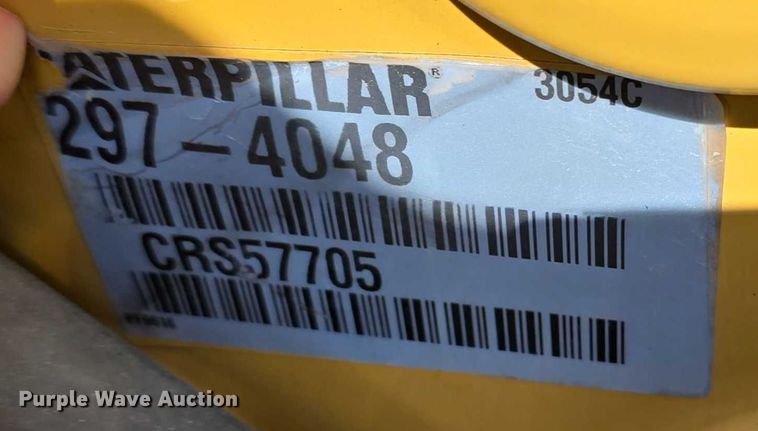 CATERPILLAR® 3054C
297-4048
CRS57705
Purple Wave Auction